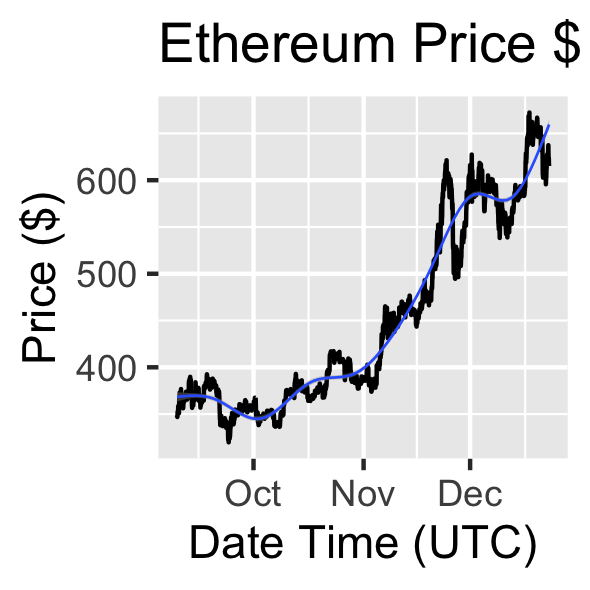 Ethereum Price $
Price ($)
600
500
400
Oct Nov Dec
Date Time (UTC)